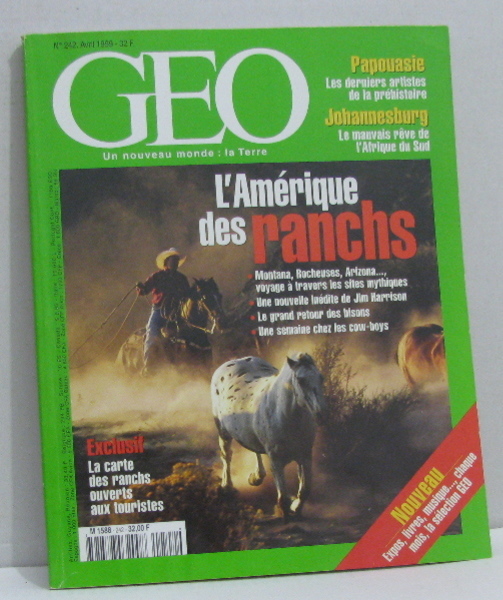 N° 242. Avril 1999 - 32 F
GEO
Un nouveau monde : la Terre
Papouasie
Les derniers artistes
de la préhistoire
Johannesburg
Le mauvais rêve de
l'Afrique du Sud
L'Amérique
des ranchs
• Montana, Rocheuses, Arizona...,
voyage à travers les sites mythiques
• Une nouvelle inédite de Jim Harrison
• Le grand retour des bisons
• Une semaine chez les cow-boys
Exclusif
La carte
des ranchs
ouverts
aux touristes
M 1588 - 242 - 32,00 F
Nouveau
Expos, livres, musique..., chaque
mois, la sélection GEO